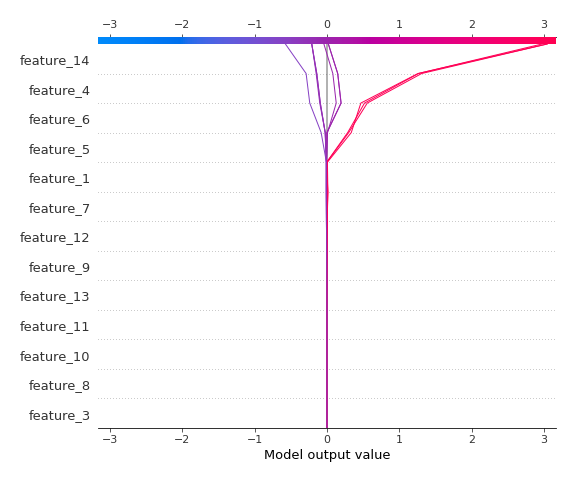 −3 −2 −1 0 1 2 3
feature_14
feature_4
feature_6
feature_5
feature_1
feature_7
feature_12
feature_9
feature_13
feature_11
feature_10
feature_8
feature_3
−3 −2 −1 0 1 2 3
Model output value